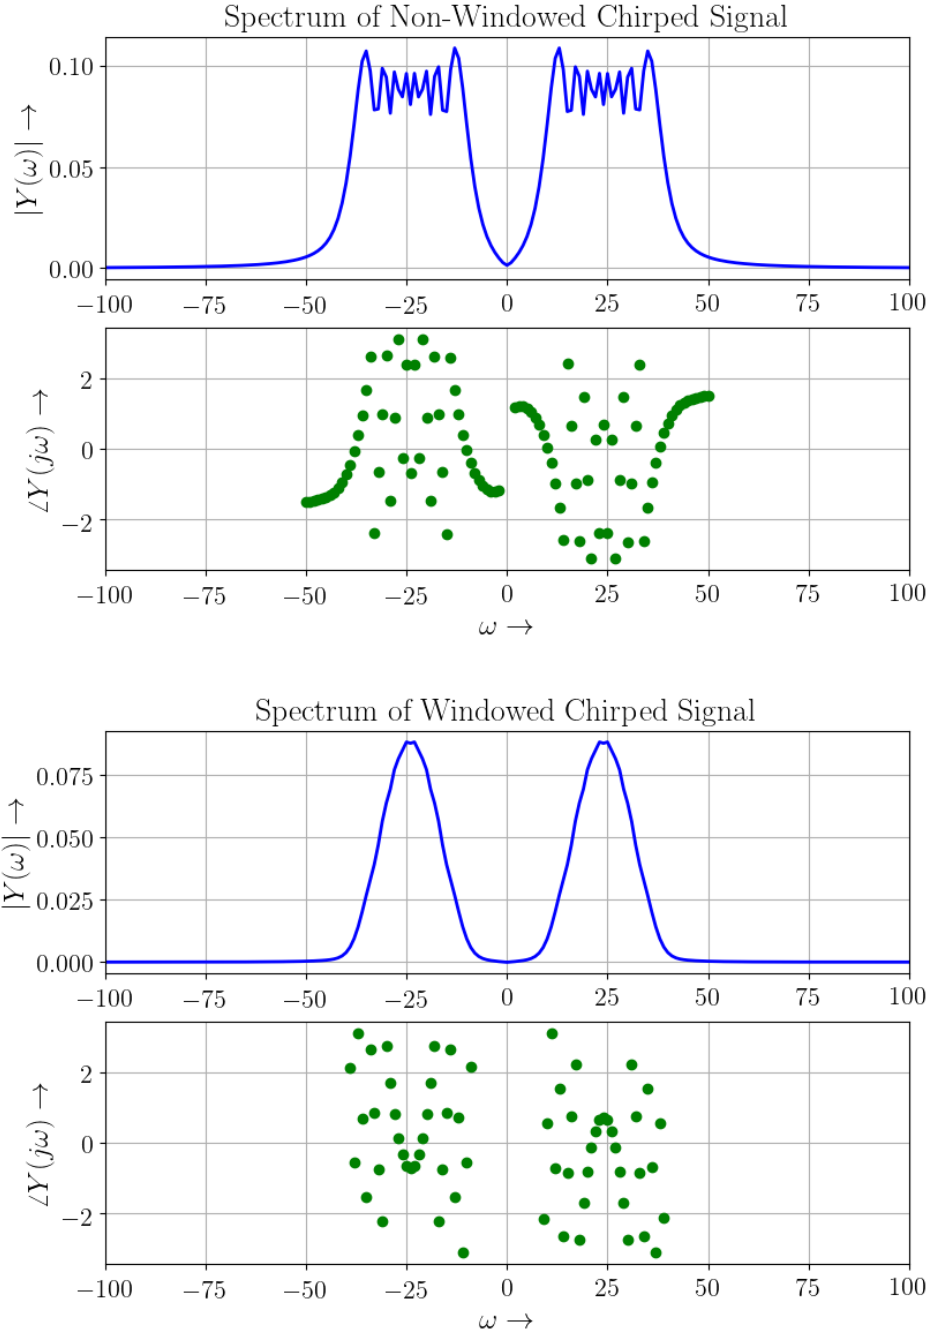 Spectrum of Non-Windowed Chirped Signal
|Y(ω)| →
0.10
0.05
0.00
−100 −75 −50 −25 0 25 50 75 100
∠Y(jω) →
2
0
−2
−100 −75 −50 −25 0 25 50 75 100
ω →
Spectrum of Windowed Chirped Signal
|Y(ω)| →
0.075
0.050
0.025
0.000
−100 −75 −50 −25 0 25 50 75 100
∠Y(jω) →
2
0
−2
−100 −75 −50 −25 0 25 50 75 100
ω →